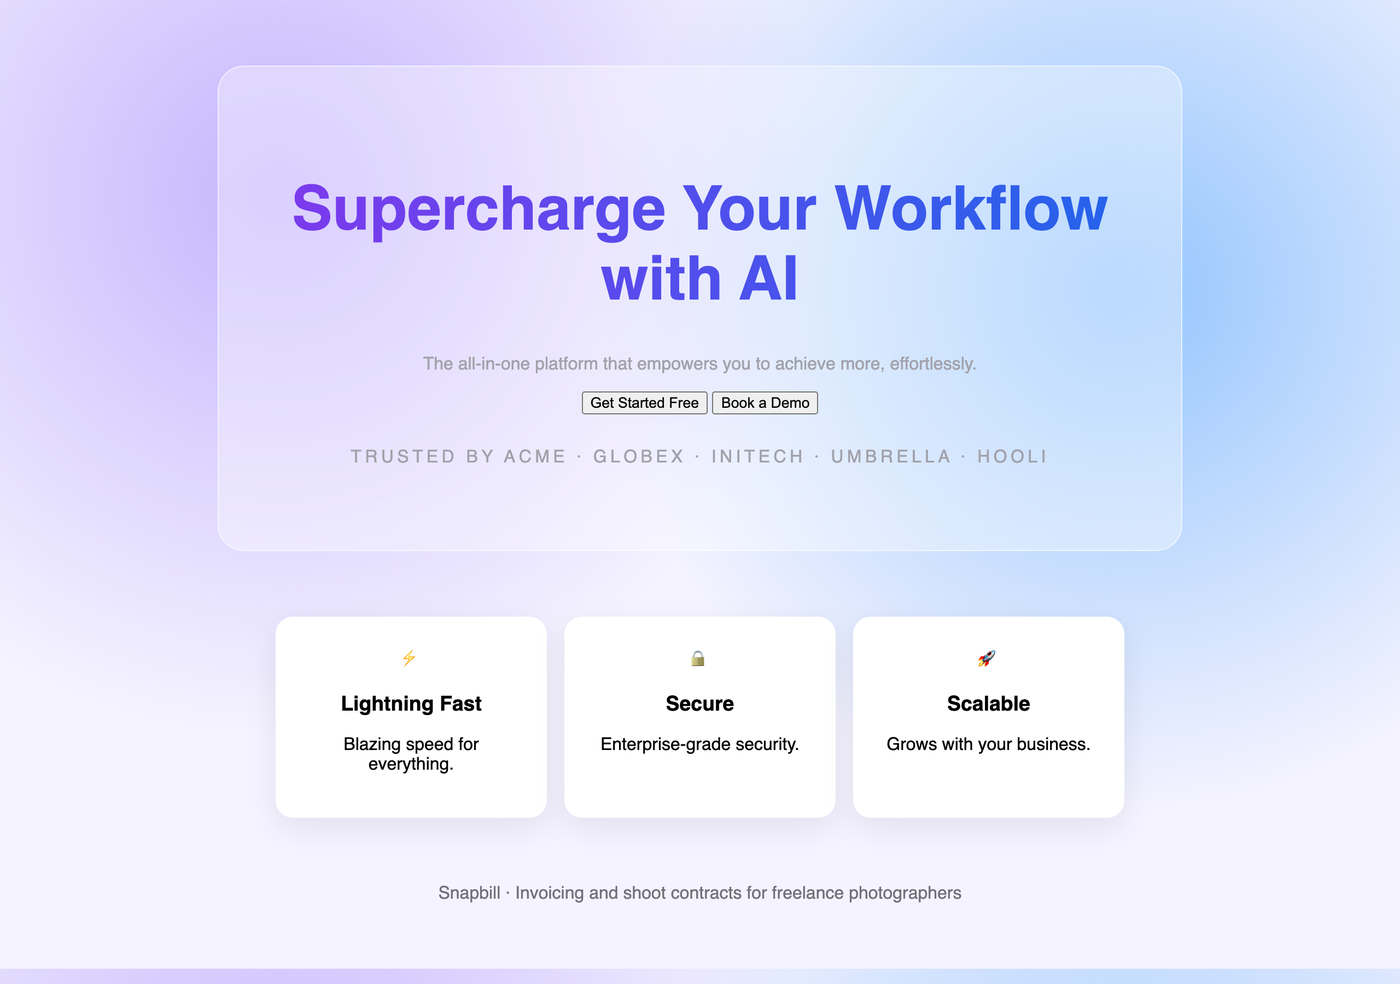 Supercharge Your Workflow
with AI
The all-in-one platform that empowers you to achieve more, effortlessly.
Get Started Free Book a Demo
TRUSTED BY ACME · GLOBEX · INITECH · UMBRELLA · HOOLI
Lightning Fast
Blazing speed for
everything.
Secure
Enterprise-grade security.
Scalable
Grows with your business.
Snapbill · Invoicing and shoot contracts for freelance photographers